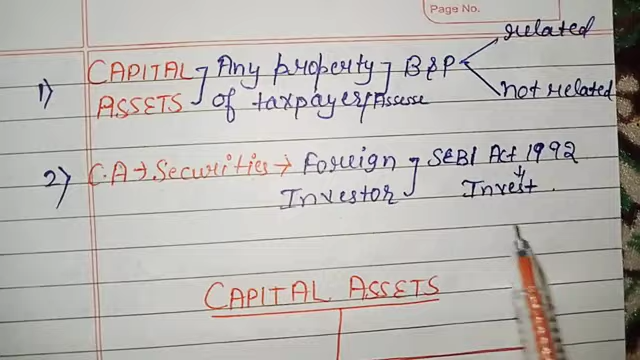 Page No.
1) CAPITAL ASSETS Any property of taxpayer/Assesse B&P related
not related
2) C.A → Securities → Foreign Investor SEBI Act 1992
Invest.
CAPITAL ASSETS